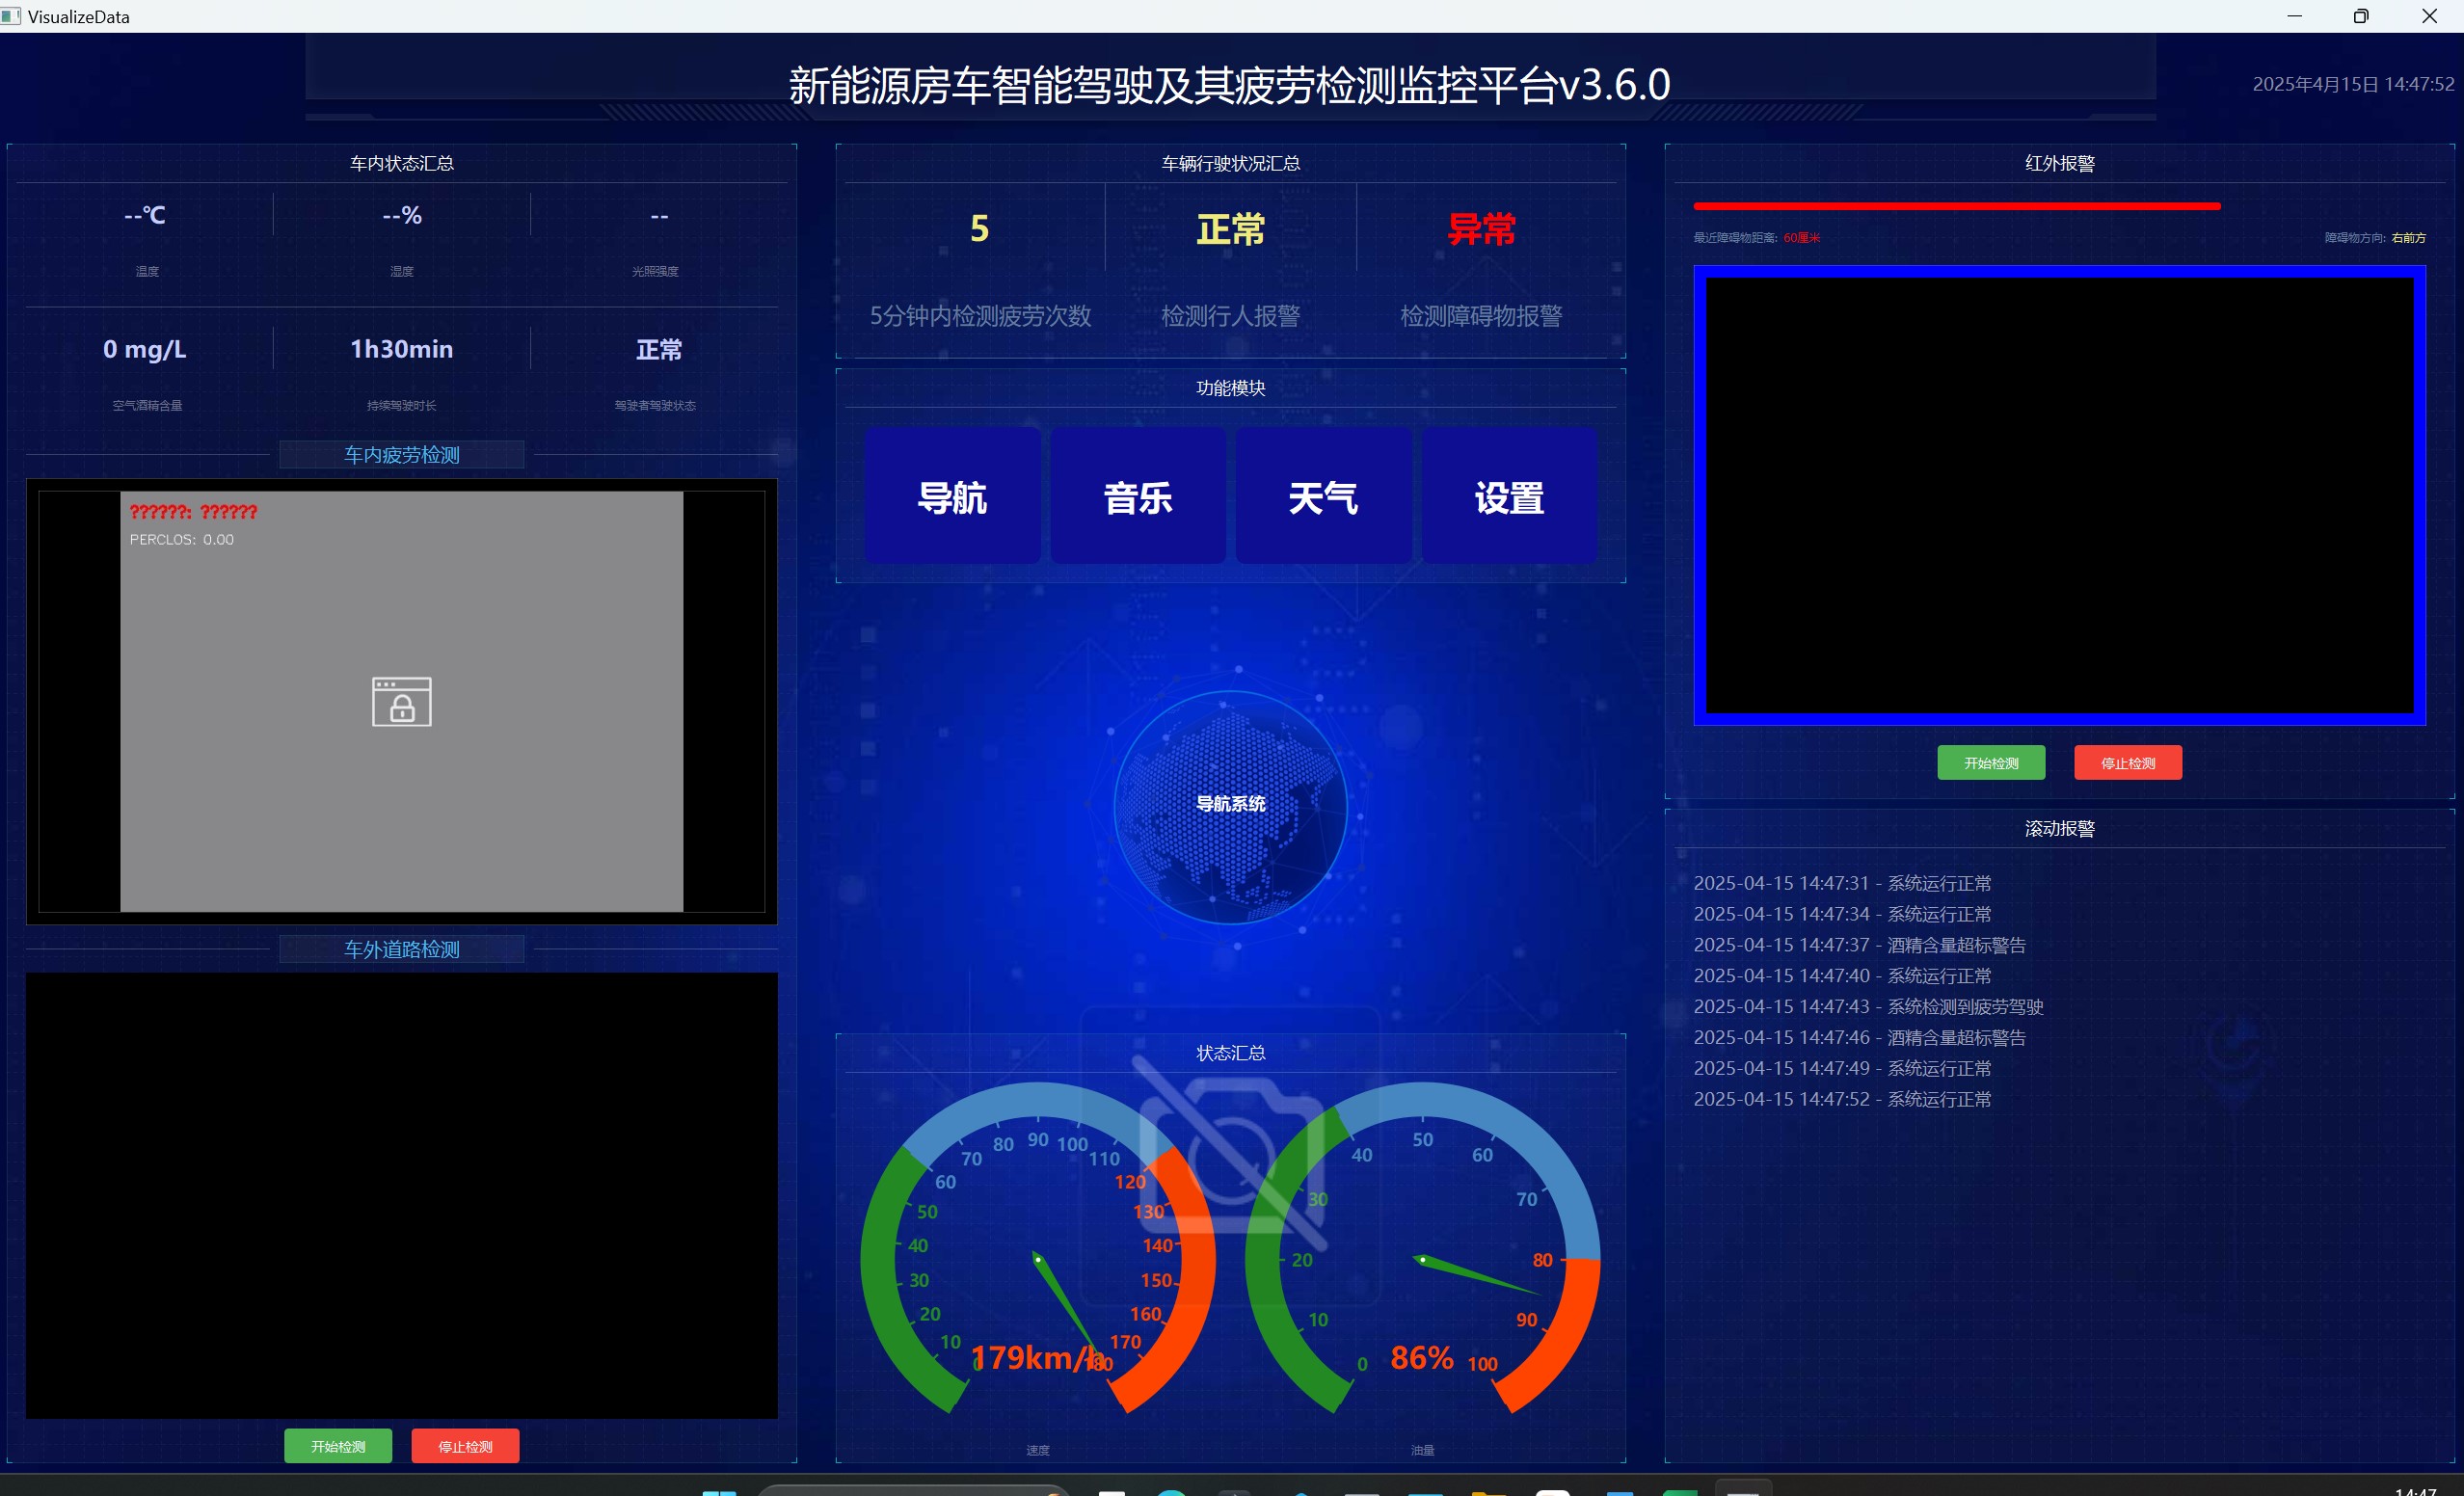 VisualizeData
新能源房车智能驾驶及其疲劳检测监控平台v3.6.0
2025年4月15日 14:47:52
车内状态汇总
--℃ --% --
温度 湿度 光照强度
0 mg/L 1h30min 正常
空气酒精含量 持续驾驶时长 驾驶者驾驶状态
车内疲劳检测
??????: ??????
PERCLOS: 0.00
车外道路检测
开始检测 停止检测
车辆行驶状况汇总
5 正常 异常
5分钟内检测疲劳次数 检测行人报警 检测障碍物报警
功能模块
导航 音乐 天气 设置
导航系统
状态汇总
0 10 20 30 40 50 60 70 80 90 100 110 120 130 140 150 160 170 180
179km/h
速度
0 10 20 30 40 50 60 70 80 90 100
86%
油量
红外报警
最近障碍物距离: 60厘米 障碍物方向: 右前方
开始检测 停止检测
滚动报警
2025-04-15 14:47:31 - 系统运行正常
2025-04-15 14:47:34 - 系统运行正常
2025-04-15 14:47:37 - 酒精含量超标警告
2025-04-15 14:47:40 - 系统运行正常
2025-04-15 14:47:43 - 系统检测到疲劳驾驶
2025-04-15 14:47:46 - 酒精含量超标警告
2025-04-15 14:47:49 - 系统运行正常
2025-04-15 14:47:52 - 系统运行正常
14:47